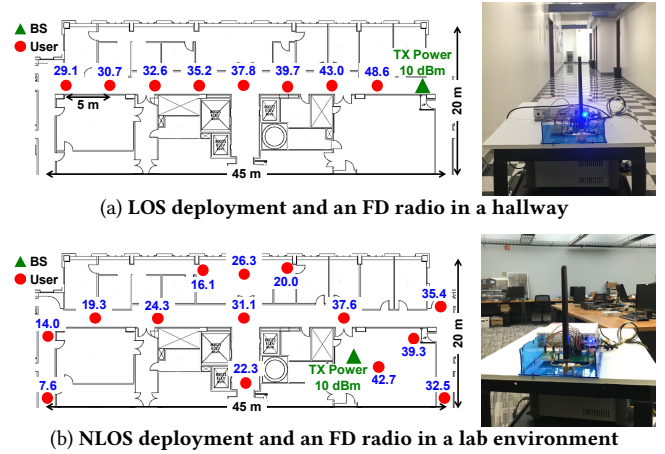 BS
User
TX Power
10 dBm
29.1
30.7
32.6
35.2
37.8
39.7
43.0
48.6
5 m
20 m
45 m
(a) LOS deployment and an FD radio in a hallway
BS
User
26.3
16.1
20.0
35.4
19.3
24.3
31.1
37.6
14.0
39.3
20 m
22.3
TX Power
10 dBm
42.7
7.6
32.5
45 m
(b) NLOS deployment and an FD radio in a lab environment